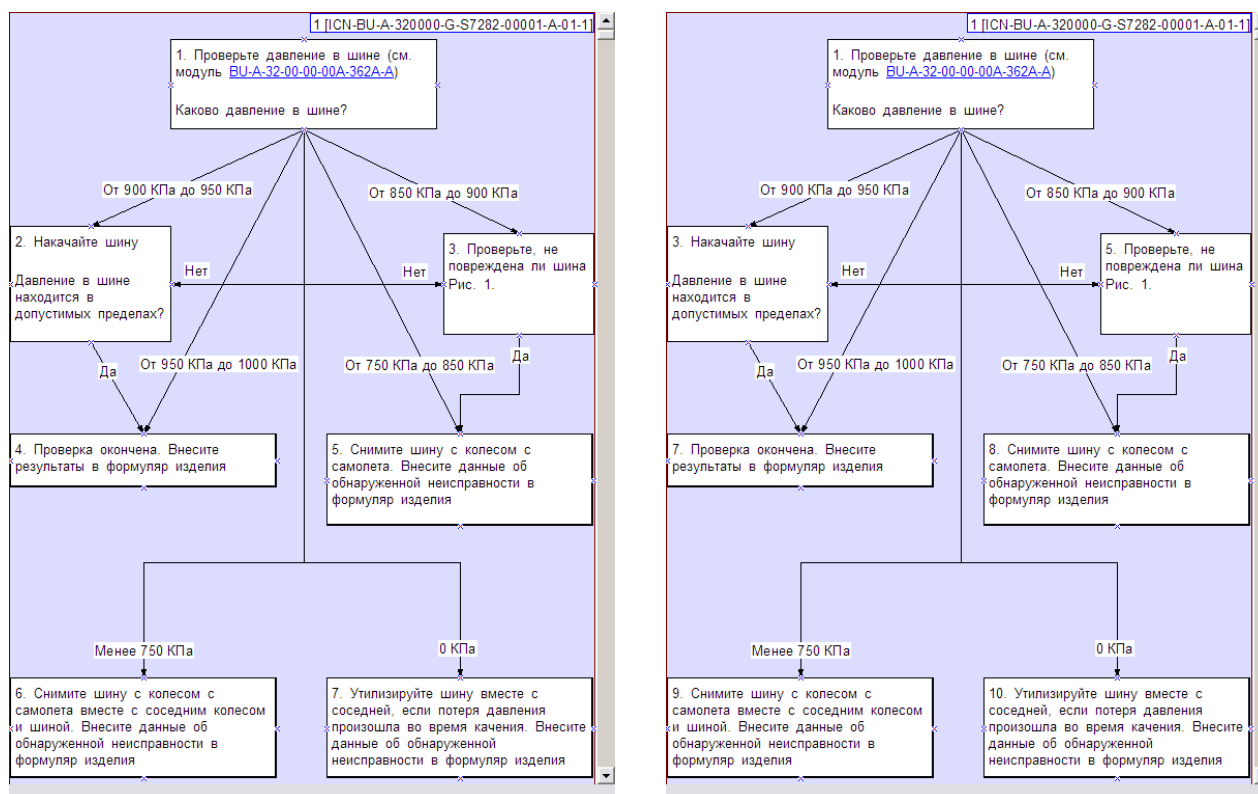 1 [ICN-BU-A-320000-G-S7282-00001-A-01-1]
1. Проверьте давление в шине (см.
модуль BU-A-32-00-00-00A-362A-A)
Каково давление в шине?
От 900 КПа до 950 КПа
От 850 КПа до 900 КПа
2. Накачайте шину
Давление в шине
находится в
допустимых пределах?
Нет
Нет
3. Проверьте, не
повреждена ли шина
Рис. 1.
Да
От 950 КПа до 1000 КПа
От 750 КПа до 850 КПа
Да
4. Проверка окончена. Внесите
результаты в формуляр изделия
5. Снимите шину с колесом с
самолета. Внесите данные об
обнаруженной неисправности в
формуляр изделия
Менее 750 КПа
0 КПа
6. Снимите шину с колесом с
самолета вместе с соседним колесом
и шиной. Внесите данные об
обнаруженной неисправности в
формуляр изделия
7. Утилизируйте шину вместе с
соседней, если потеря давления
произошла во время качения. Внесите
данные об обнаруженной
неисправности в формуляр изделия
1 [ICN-BU-A-320000-G-S7282-00001-A-01-1]
1. Проверьте давление в шине (см.
модуль BU-A-32-00-00-00A-362A-A)
Каково давление в шине?
От 900 КПа до 950 КПа
От 850 КПа до 900 КПа
3. Накачайте шину
Давление в шине
находится в
допустимых пределах?
Нет
Нет
5. Проверьте, не
повреждена ли шина
Рис. 1.
Да
От 950 КПа до 1000 КПа
От 750 КПа до 850 КПа
Да
7. Проверка окончена. Внесите
результаты в формуляр изделия
8. Снимите шину с колесом с
самолета. Внесите данные об
обнаруженной неисправности в
формуляр изделия
Менее 750 КПа
0 КПа
9. Снимите шину с колесом с
самолета вместе с соседним колесом
и шиной. Внесите данные об
обнаруженной неисправности в
формуляр изделия
10. Утилизируйте шину вместе с
соседней, если потеря давления
произошла во время качения. Внесите
данные об обнаруженной
неисправности в формуляр изделия